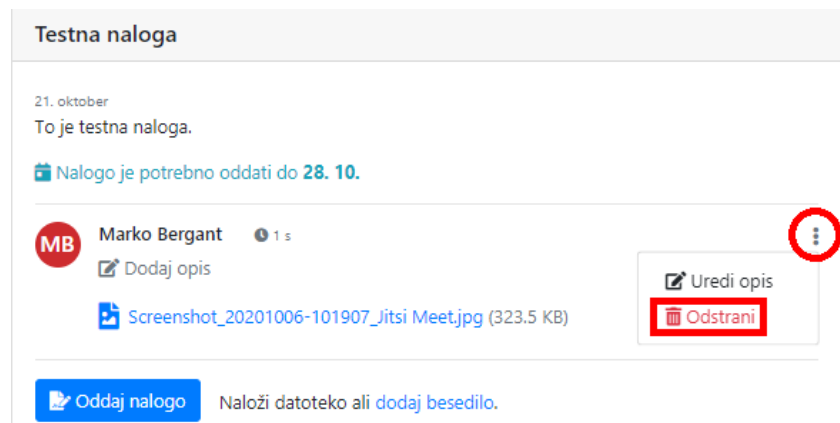 Testna naloga
21. oktober
To je testna naloga.
Nalogo je potrebno oddati do 28. 10.
MB
Marko Bergant 1 s
Dodaj opis
Uredi opis
Screenshot_20201006-101907_Jitsi Meet.jpg (323.5 KB)
Odstrani
Oddaj nalogo
Naloži datoteko ali dodaj besedilo.